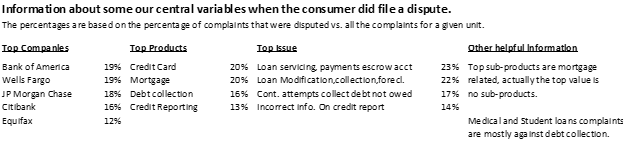 Information about some our central variables when the consumer did file a dispute.
The percentages are based on the percentage of complaints that were disputed vs. all the complaints for a given unit.
Top Companies Top Products Top Issue Other helpful Information
Bank of America 19% Credit Card 20% Loan servicing, payments escrow acct 23% Top sub-products are mortgage
Wells Fargo 19% Mortgage 20% Loan Modification,collection,forecl. 22% related, actually the top value is
JP Morgan Chase 18% Debt collection 16% Cont. attempts collect debt not owed 17% no sub-products.
Citibank 16% Credit Reporting 13% Incorrect info. On credit report 14%
Equifax 12% Medical and Student loans complaints
are mostly against debt collection.